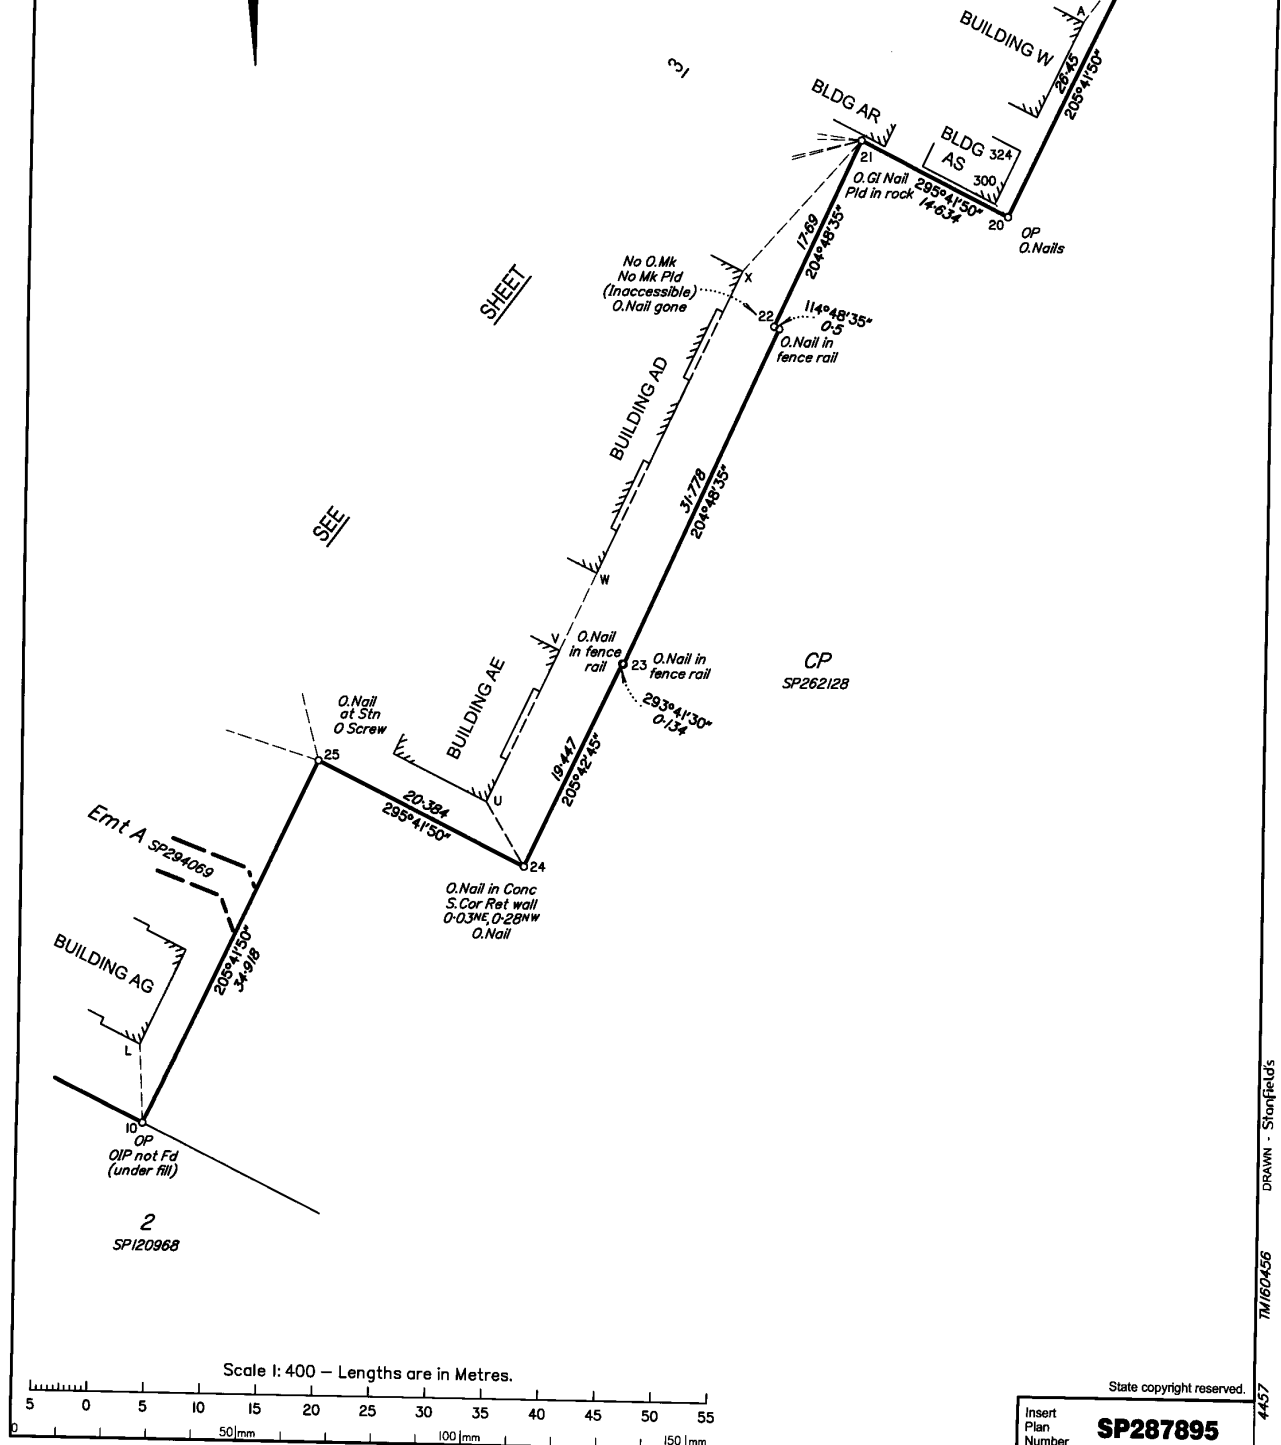 A
BUILDING W
26·45
205°41'50"
31
BLDG AR
BLDG 324
AS
300
21
O.GI Nail
Pld in rock
295°41'50"
14·634
20
OP
O.Nails
17·69
204°48'35"
SHEET
No O.Mk
No Mk Pld
(Inaccessible)
O.Nail gone
X
22
114°48'35"
0·5
O.Nail in
fence rail
BUILDING AD
31·778
204°48'35"
SEE
W
V
O.Nail
in fence
rail
23
O.Nail in
fence rail
293°41'30"
0·134
CP
SP262128
BUILDING AE
O.Nail
at Stn
O Screw
25
19·447
205°42'45"
U
20·384
295°41'50"
Emt A SP294069
24
O.Nail in Conc
S.Cor Ret wall
0·03NE,0·28NW
O.Nail
BUILDING AG
205°41'50"
34·918
L
10
OP
OIP not Fd
(under fill)
2
SP120968
DRAWN - Stanfield's
TM160456
4457
Scale 1: 400 – Lengths are in Metres.
5 0 5 10 15 20 25 30 35 40 45 50 55
0 50 mm 100 mm 150 mm
State copyright reserved.
Insert
Plan
Number
SP287895